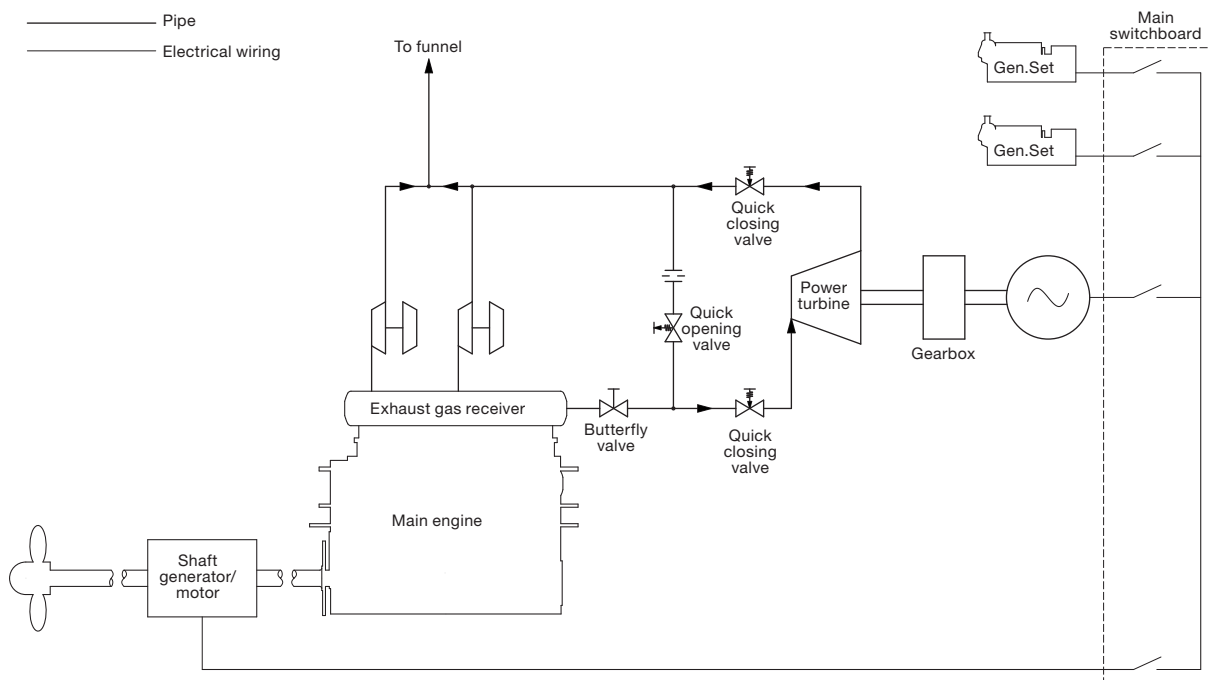 Pipe
Electrical wiring
To funnel
Main
switchboard
Gen.Set
Gen.Set
Quick
closing
valve
Power
turbine
Quick
opening
valve
Gearbox
Exhaust gas receiver
Butterfly
valve
Quick
closing
valve
Main engine
Shaft
generator/
motor